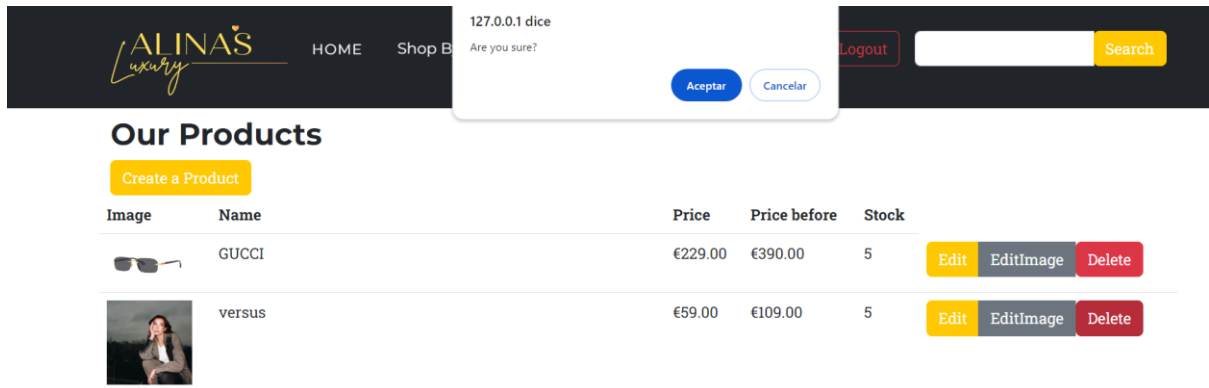 127.0.0.1 dice
Are you sure?
Aceptar Cancelar
ALINA'S
Luxury
HOME Shop B Logout Search
Our Products
Create a Product
Image Name Price Price before Stock
GUCCI €229.00 €390.00 5 Edit EditImage Delete
versus €59.00 €109.00 5 Edit EditImage Delete